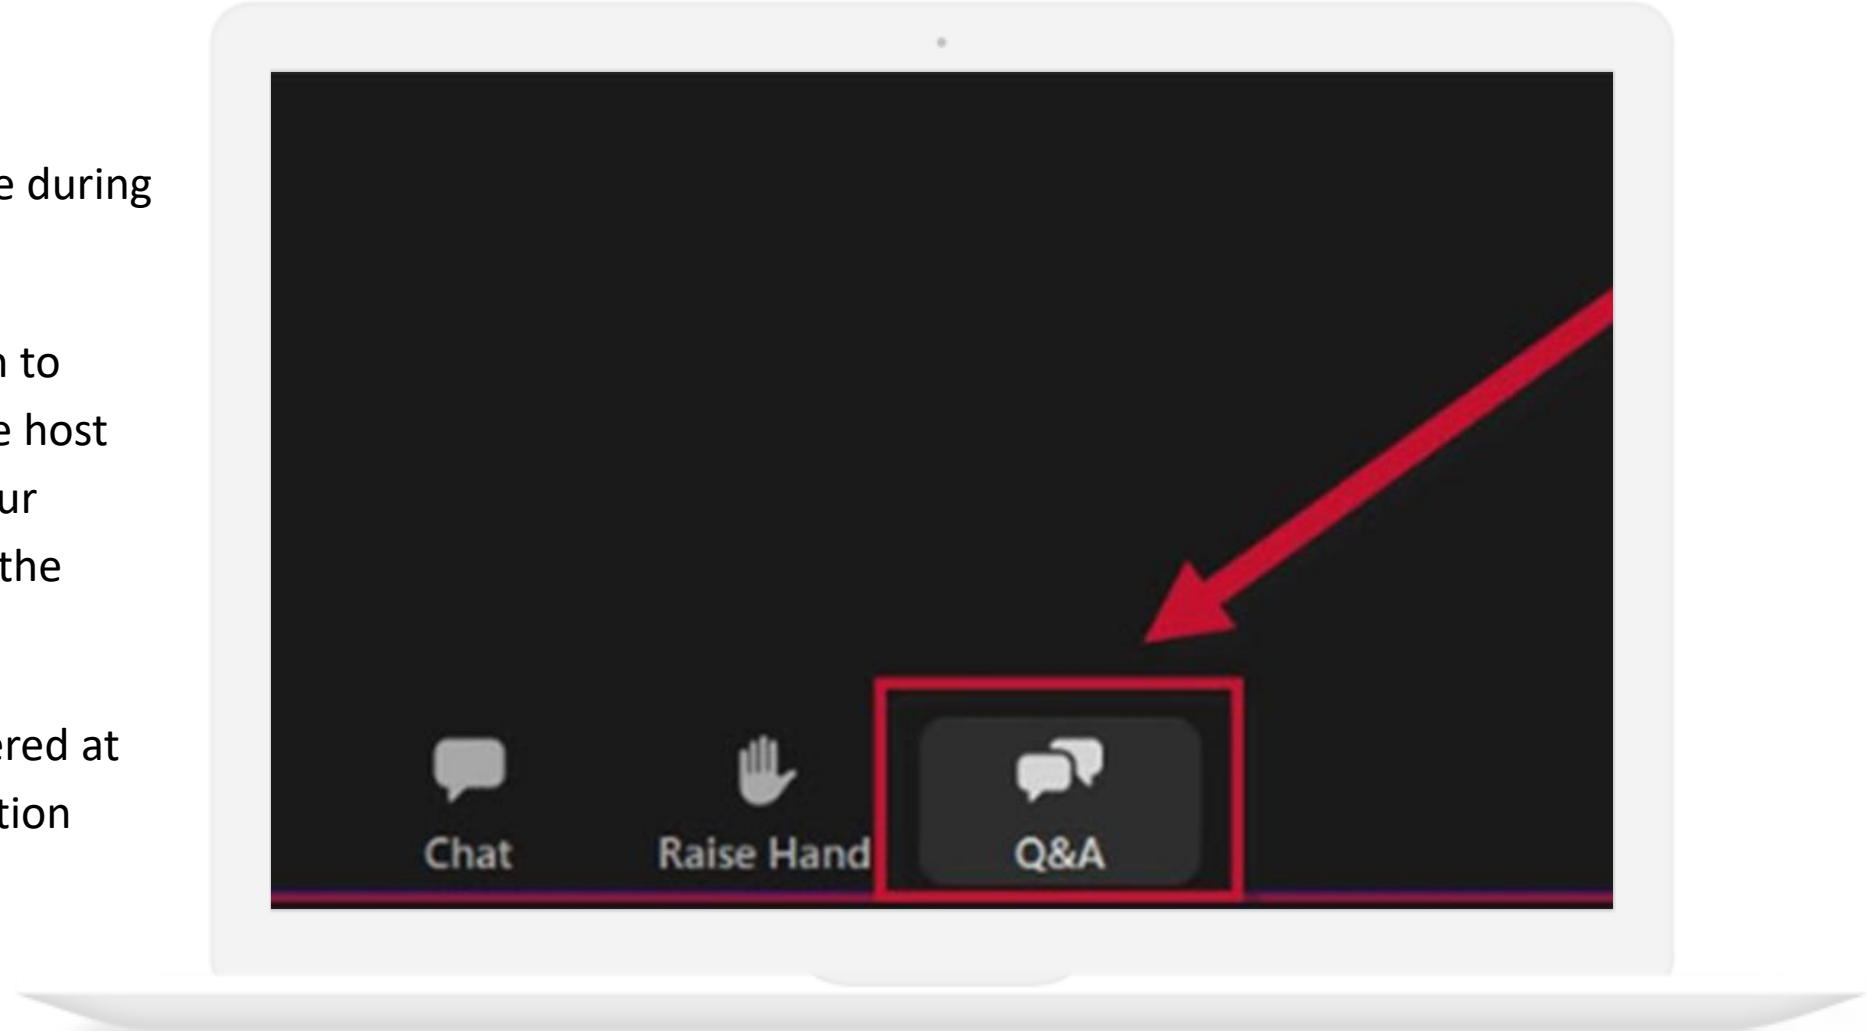 e during
n to
e host
ur
the
ered at
tion
Chat
Raise Hand
Q&A